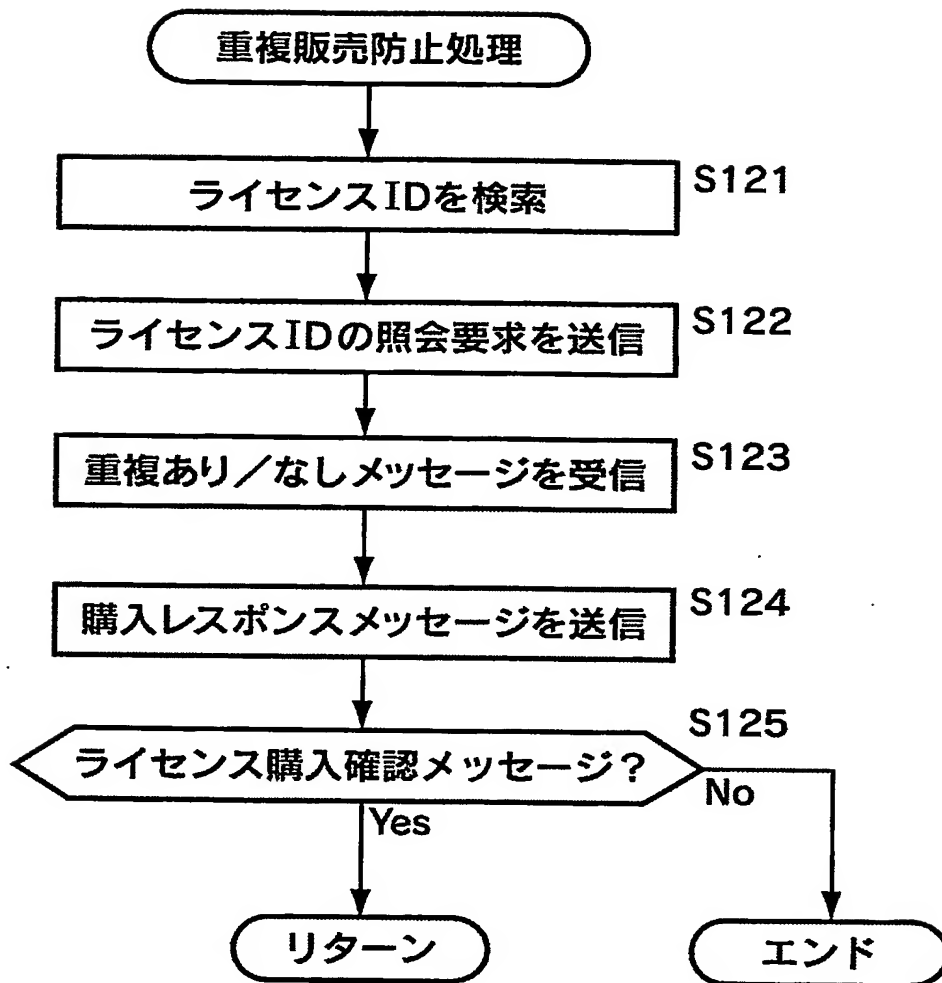 重複販売防止処理
ライセンスIDを検索
S121
ライセンスIDの照会要求を送信
S122
重複あり／なしメッセージを受信
S123
購入レスポンスメッセージを送信
S124
ライセンス購入確認メッセージ？
S125
No
Yes
リターン
エンド